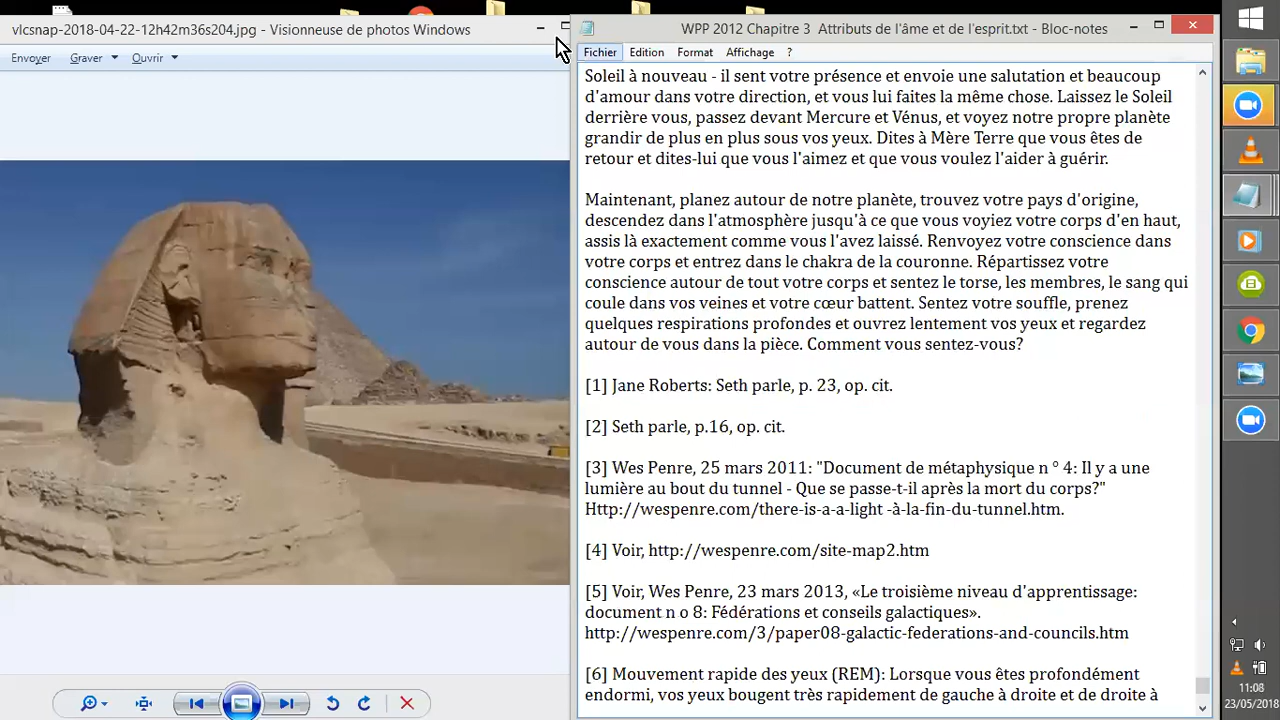 vlcsnap-2018-04-22-12h42m36s204.jpg - Visionneuse de photos Windows
Envoyer Graver Ouvrir
WPP 2012 Chapitre 3 Attributs de l'âme et de l'esprit.txt - Bloc-notes
Fichier Edition Format Affichage ?
Soleil à nouveau - il sent votre présence et envoie une salutation et beaucoup
d'amour dans votre direction, et vous lui faites la même chose. Laissez le Soleil
derrière vous, passez devant Mercure et Vénus, et voyez notre propre planète
grandir de plus en plus sous vos yeux. Dites à Mère Terre que vous êtes de
retour et dites-lui que vous l'aimez et que vous voulez l'aider à guérir.
Maintenant, planez autour de notre planète, trouvez votre pays d'origine,
descendez dans l'atmosphère jusqu'à ce que vous voyiez votre corps d'en haut,
assis là exactement comme vous l'avez laissé. Renvoyez votre conscience dans
votre corps et entrez dans le chakra de la couronne. Répartissez votre
conscience autour de tout votre corps et sentez le torse, les membres, le sang qui
coule dans vos veines et votre cœur battent. Sentez votre souffle, prenez
quelques respirations profondes et ouvrez lentement vos yeux et regardez
autour de vous dans la pièce. Comment vous sentez-vous?
[1] Jane Roberts: Seth parle, p. 23, op. cit.
[2] Seth parle, p.16, op. cit.
[3] Wes Penre, 25 mars 2011: "Document de métaphysique n ° 4: Il y a une
lumière au bout du tunnel - Que se passe-t-il après la mort du corps?"
Http://wespenre.com/there-is-a-a-light -à-la-fin-du-tunnel.htm.
[4] Voir, http://wespenre.com/site-map2.htm
[5] Voir, Wes Penre, 23 mars 2013, «Le troisième niveau d'apprentissage:
document n o 8: Fédérations et conseils galactiques».
http://wespenre.com/3/paper08-galactic-federations-and-councils.htm
[6] Mouvement rapide des yeux (REM): Lorsque vous êtes profondément
endormi, vos yeux bougent très rapidement de gauche à droite et de droite à
11:08
23/05/2018